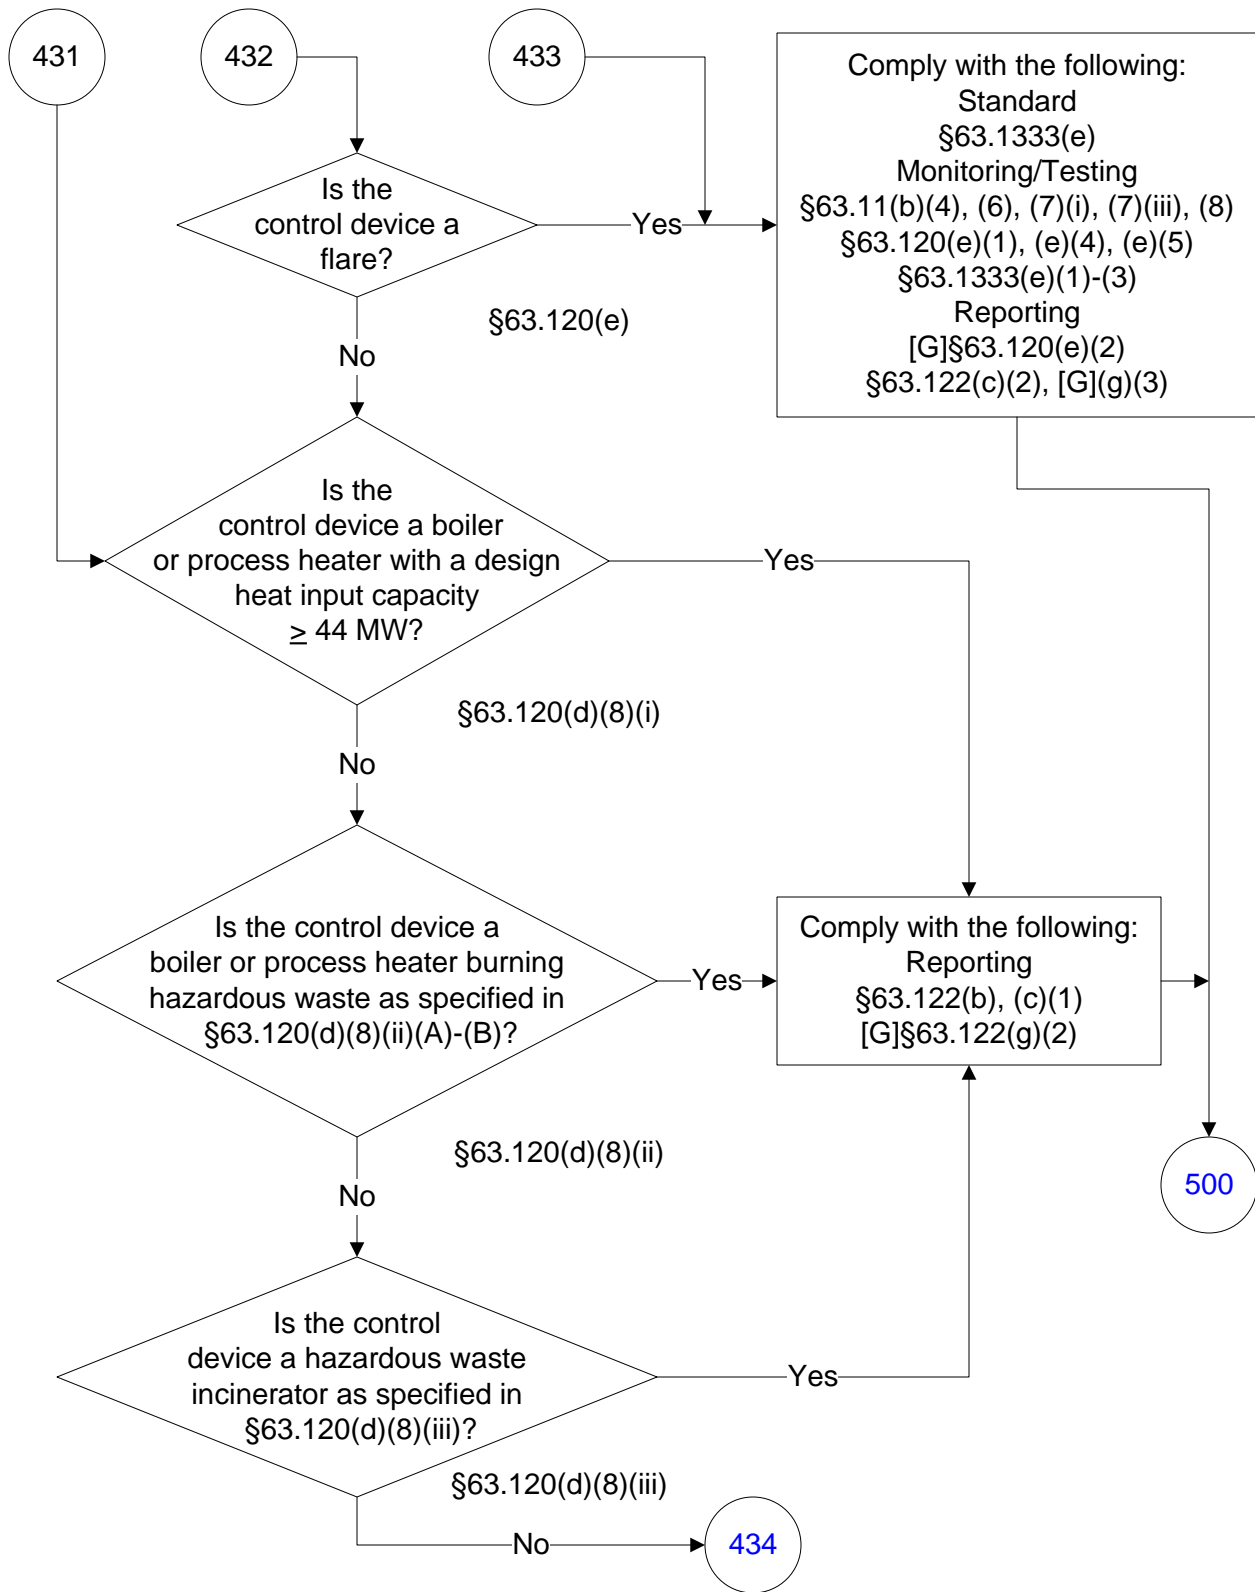 431
432
433
Comply with the following:
Standard
§63.1333(e)
Monitoring/Testing
§63.11(b)(4), (6), (7)(i), (7)(iii), (8)
§63.120(e)(1), (e)(4), (e)(5)
§63.1333(e)(1)-(3)
Reporting
[G]§63.120(e)(2)
§63.122(c)(2), [G](g)(3)
Is the
control device a
flare?
Yes
§63.120(e)
No
Is the
control device a boiler
or process heater with a design
heat input capacity
≥ 44 MW?
Yes
§63.120(d)(8)(i)
No
Is the control device a
boiler or process heater burning
hazardous waste as specified in
§63.120(d)(8)(ii)(A)-(B)?
Yes
Comply with the following:
Reporting
§63.122(b), (c)(1)
[G]§63.122(g)(2)
§63.120(d)(8)(ii)
No
500
Is the control
device a hazardous waste
incinerator as specified in
§63.120(d)(8)(iii)?
Yes
§63.120(d)(8)(iii)
No
434